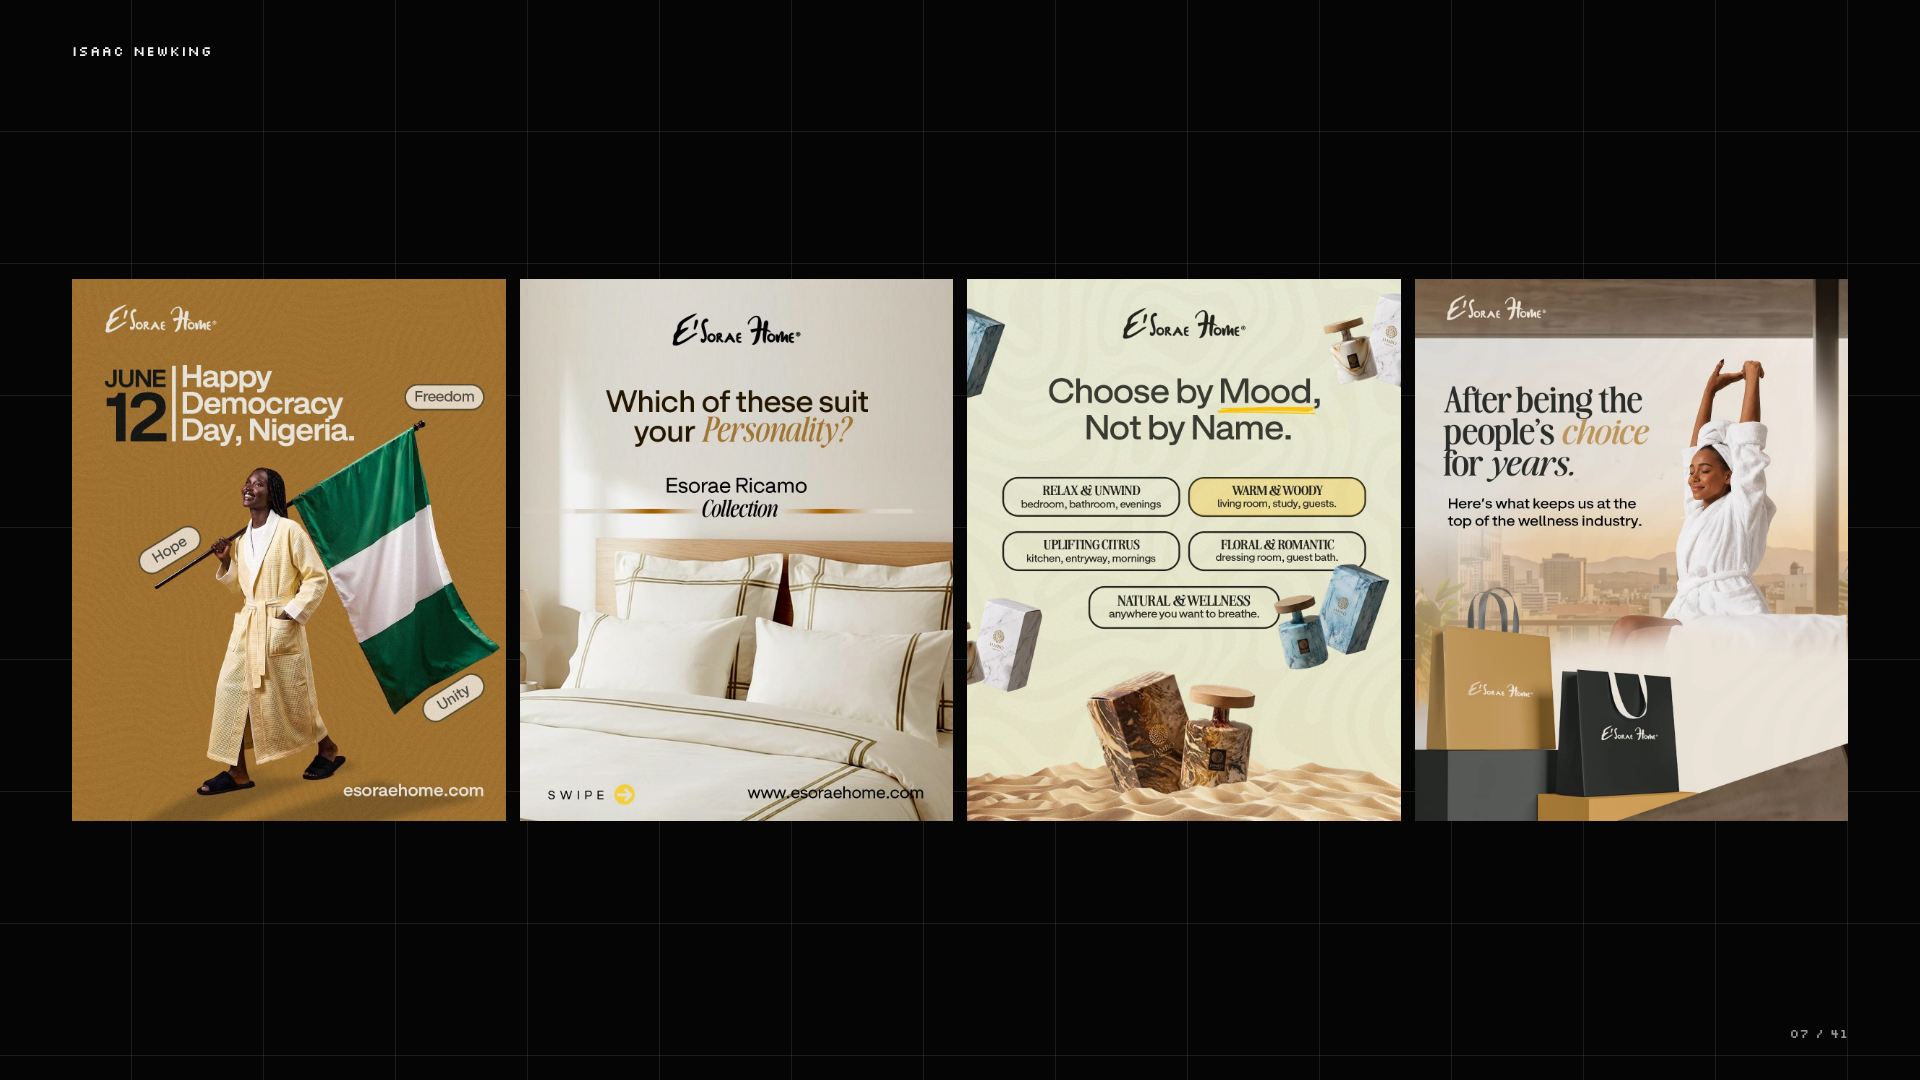 ISAAC NEWKING
E'SORAE Home®
JUNE
12
Happy
Democracy
Day, Nigeria.
Freedom
Hope
Unity
esoraehome.com
E'SORAE Home®
Which of these suit
your Personality?
Esorae Ricamo
Collection
SWIPE
www.esoraehome.com
E'SORAE Home®
Choose by Mood,
Not by Name.
RELAX & UNWIND
bedroom, bathroom, evenings
WARM & WOODY
living room, study, guests.
UPLIFTING CITRUS
kitchen, entryway, mornings
FLORAL & ROMANTIC
dressing room, guest bath.
NATURAL & WELLNESS
anywhere you want to breathe.
E'SORAE Home®
After being the
people's choice
for years.
Here's what keeps us at the
top of the wellness industry.
E'SORAE Home®
E'SORAE Home®
07 / 41